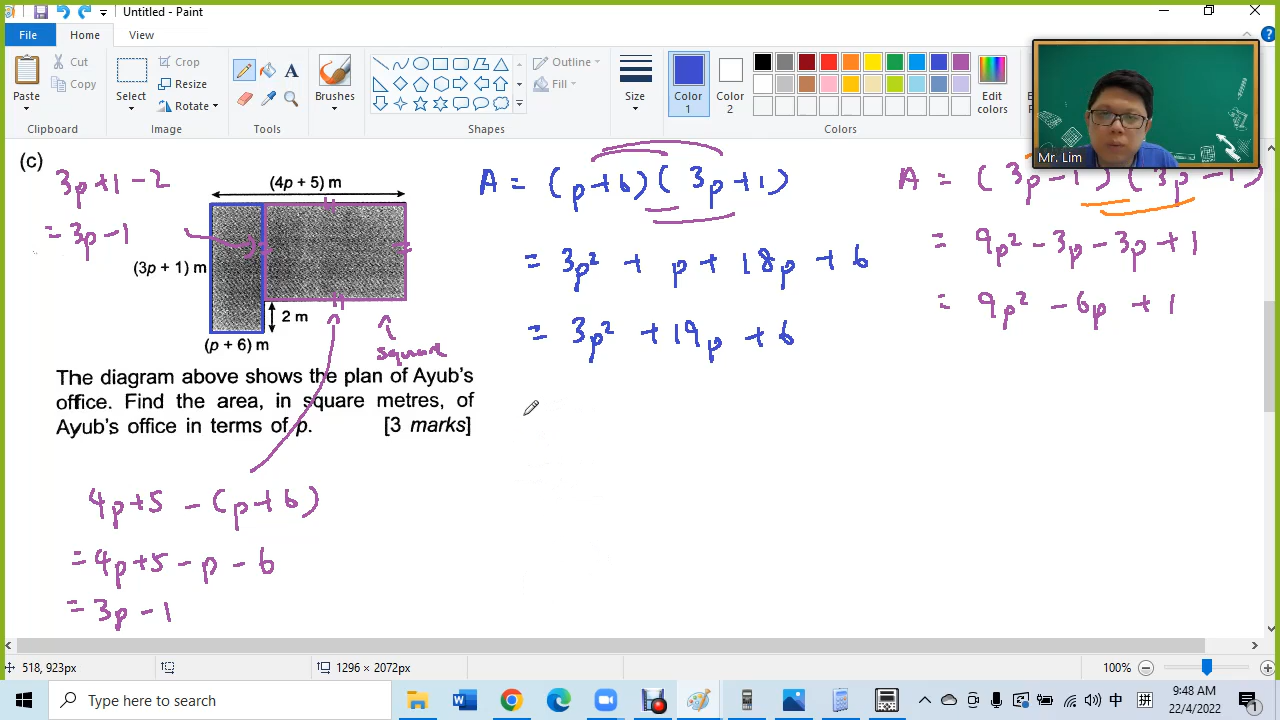 Untitled - Paint
File
Home
View
Paste
Cut
Copy
Clipboard
Select
Crop
Resize
Rotate
Image
Tools
Brushes
Outline
Fill
Shapes
Size
Color 1
Color 2
Edit colors
Colors
Mr. Lim
(c)
3p+1-2
= 3p-1
(4p + 5) m
(3p + 1) m
2 m
(p + 6) m
square
A = (p+6)(3p+1)
= 3p² + p + 18p + 6
= 3p² + 19p + 6
A = (3p-1)(3p-1)
= 9p² - 3p - 3p + 1
= 9p² - 6p + 1
The diagram above shows the plan of Ayub's
office. Find the area, in square metres, of
Ayub's office in terms of p. [3 marks]
4p+5 - (p+6)
= 4p+5 - p - 6
= 3p - 1
518, 923px
1296 × 2072px
100%
Type here to search
中
拼
9:48 AM
22/4/2022
1